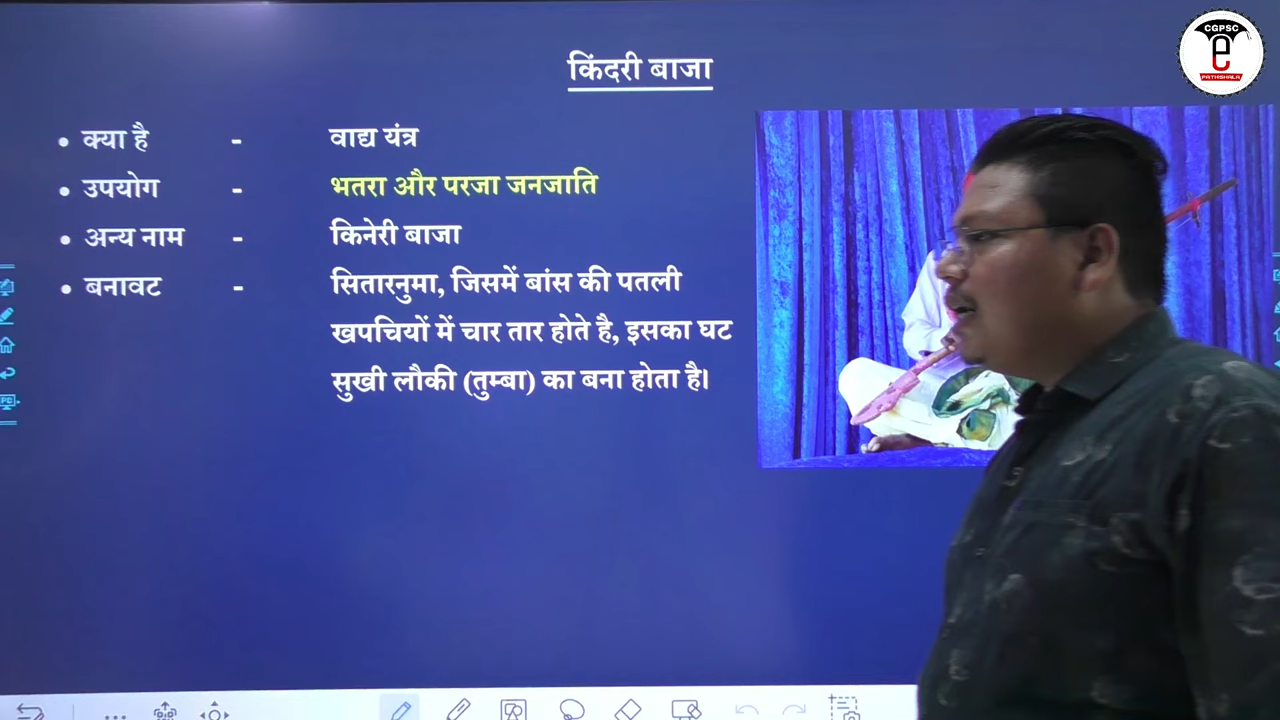 CGPSC
e
PATHSHALA
किंदरी बाजा
• क्या है - वाद्य यंत्र
• उपयोग - भतरा और परजा जनजाति
• अन्य नाम - किनेरी बाजा
• बनावट - सितारनुमा, जिसमें बांस की पतली
खपचियों में चार तार होते है, इसका घट
सुखी लौकी (तुम्बा) का बना होता है।